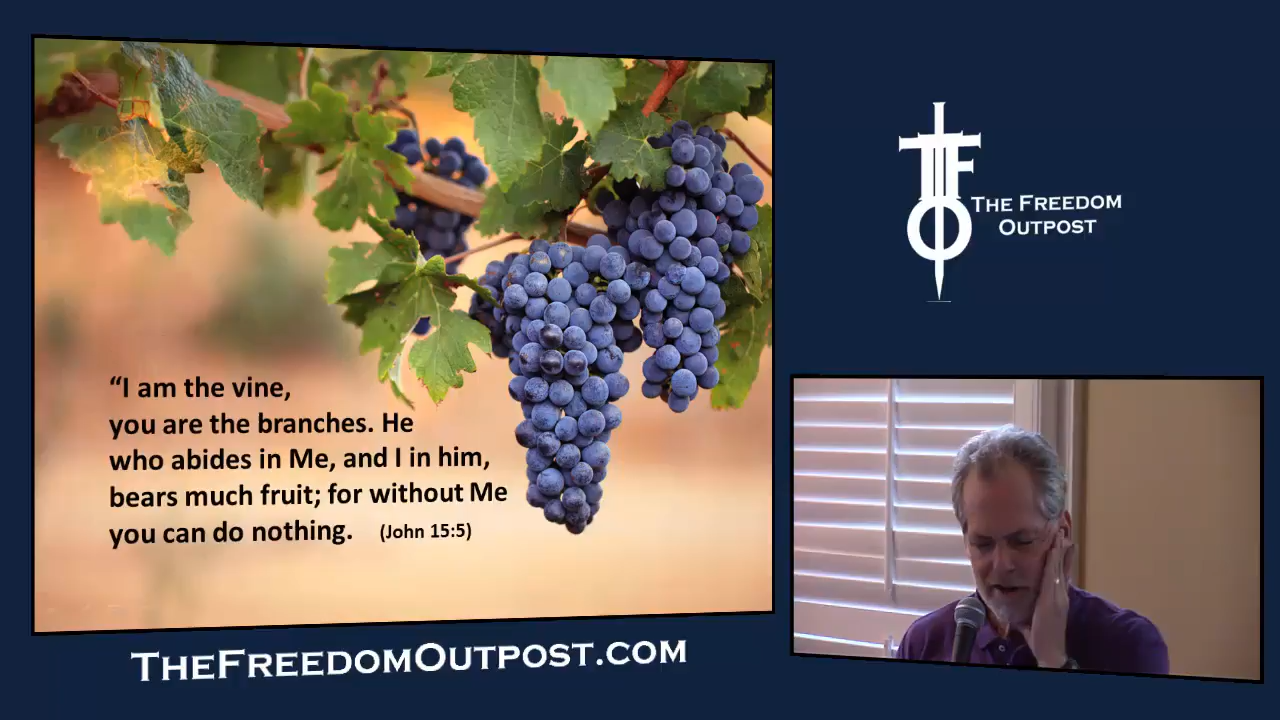 “I am the vine,
you are the branches. He
who abides in Me, and I in him,
bears much fruit; for without Me
you can do nothing. (John 15:5)
TF
O
The Freedom
Outpost
TheFreedomOutpost.com